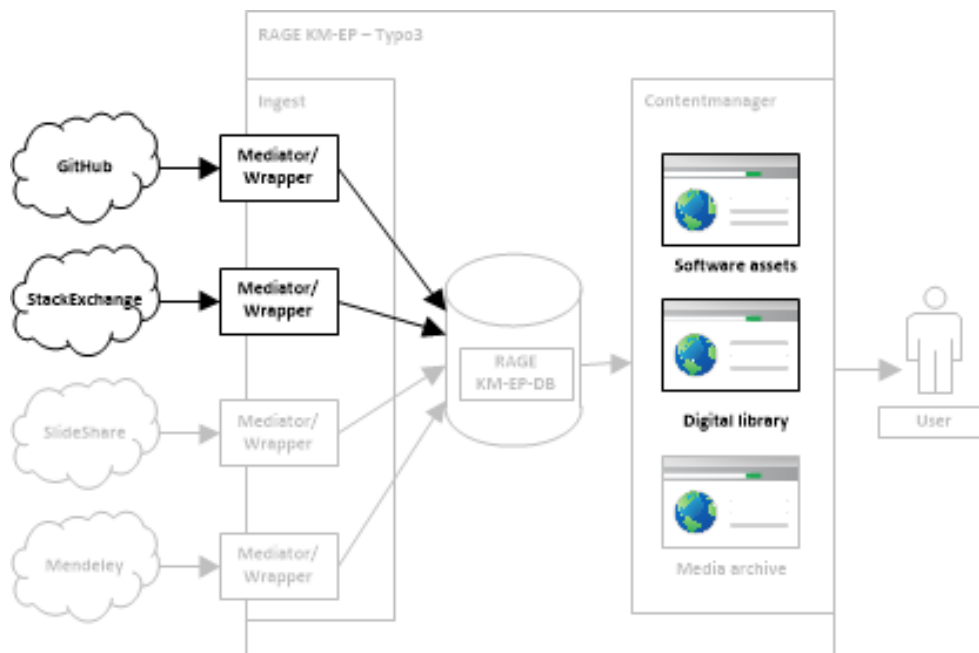 RAGE KM-EP – Typo3
Ingest
Contentmanager
GitHub
Mediator/
Wrapper
StackExchange
Mediator/
Wrapper
SlideShare
Mediator/
Wrapper
Mendeley
Mediator/
Wrapper
RAGE
KM-EP-DB
Software assets
Digital library
Media archive
User